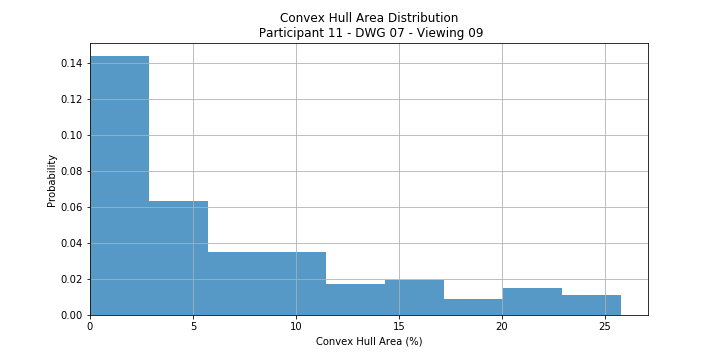 Convex Hull Area Distribution
Participant 11 - DWG 07 - Viewing 09
Probability
0.14
0.12
0.10
0.08
0.06
0.04
0.02
0.00
0 5 10 15 20 25
Convex Hull Area (%)